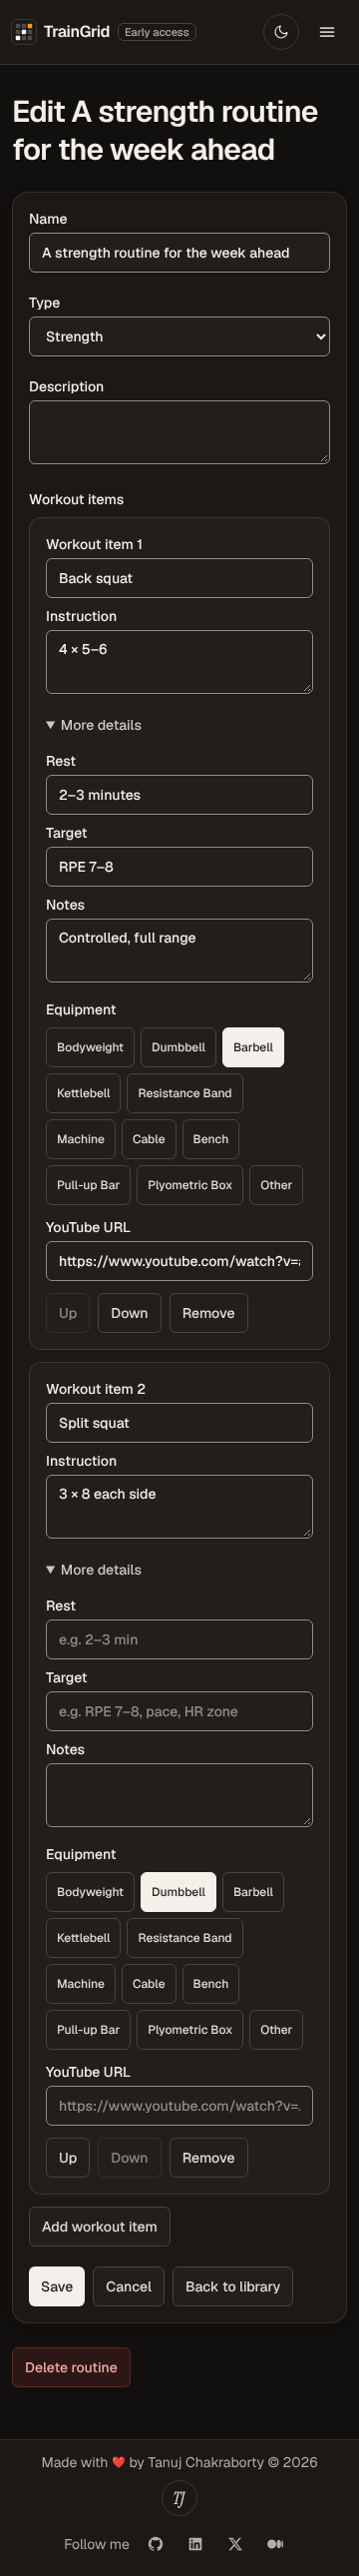 TrainGrid Early access
Edit A strength routine
for the week ahead
Name
A strength routine for the week ahead
Type
Strength
Description
Workout items
Workout item 1
Back squat
Instruction
4 × 5–6
More details
Rest
2–3 minutes
Target
RPE 7–8
Notes
Controlled, full range
Equipment
Bodyweight Dumbbell Barbell
Kettlebell Resistance Band
Machine Cable Bench
Pull-up Bar Plyometric Box Other
YouTube URL
https://www.youtube.com/watch?v=
Up Down Remove
Workout item 2
Split squat
Instruction
3 × 8 each side
More details
Rest
e.g. 2–3 min
Target
e.g. RPE 7–8, pace, HR zone
Notes
Equipment
Bodyweight Dumbbell Barbell
Kettlebell Resistance Band
Machine Cable Bench
Pull-up Bar Plyometric Box Other
YouTube URL
https://www.youtube.com/watch?v=..
Up Down Remove
Add workout item
Save Cancel Back to library
Delete routine
Made with ❤️ by Tanuj Chakraborty © 2026
TJ
Follow me